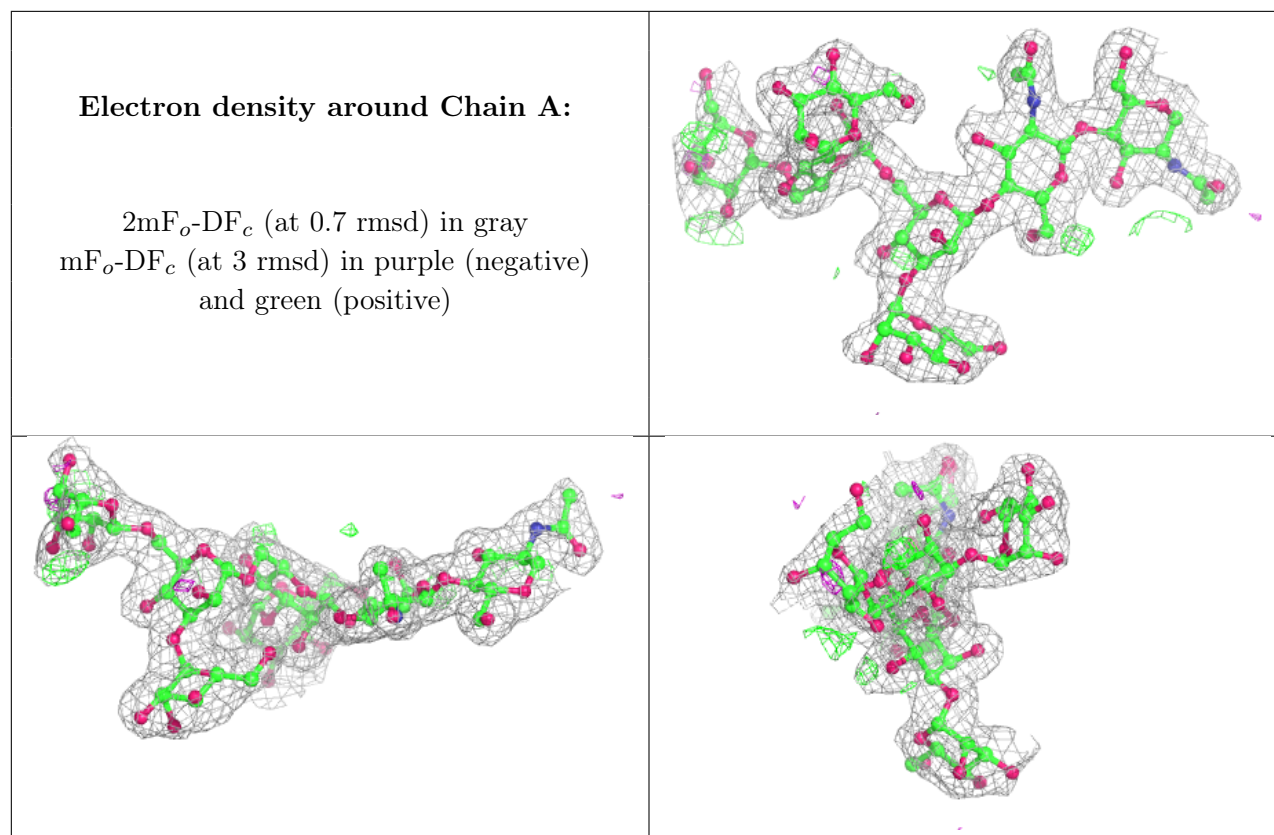 Electron density around Chain A:
2mFₒ-DF𝒸 (at 0.7 rmsd) in gray
mFₒ-DF𝒸 (at 3 rmsd) in purple (negative)
and green (positive)